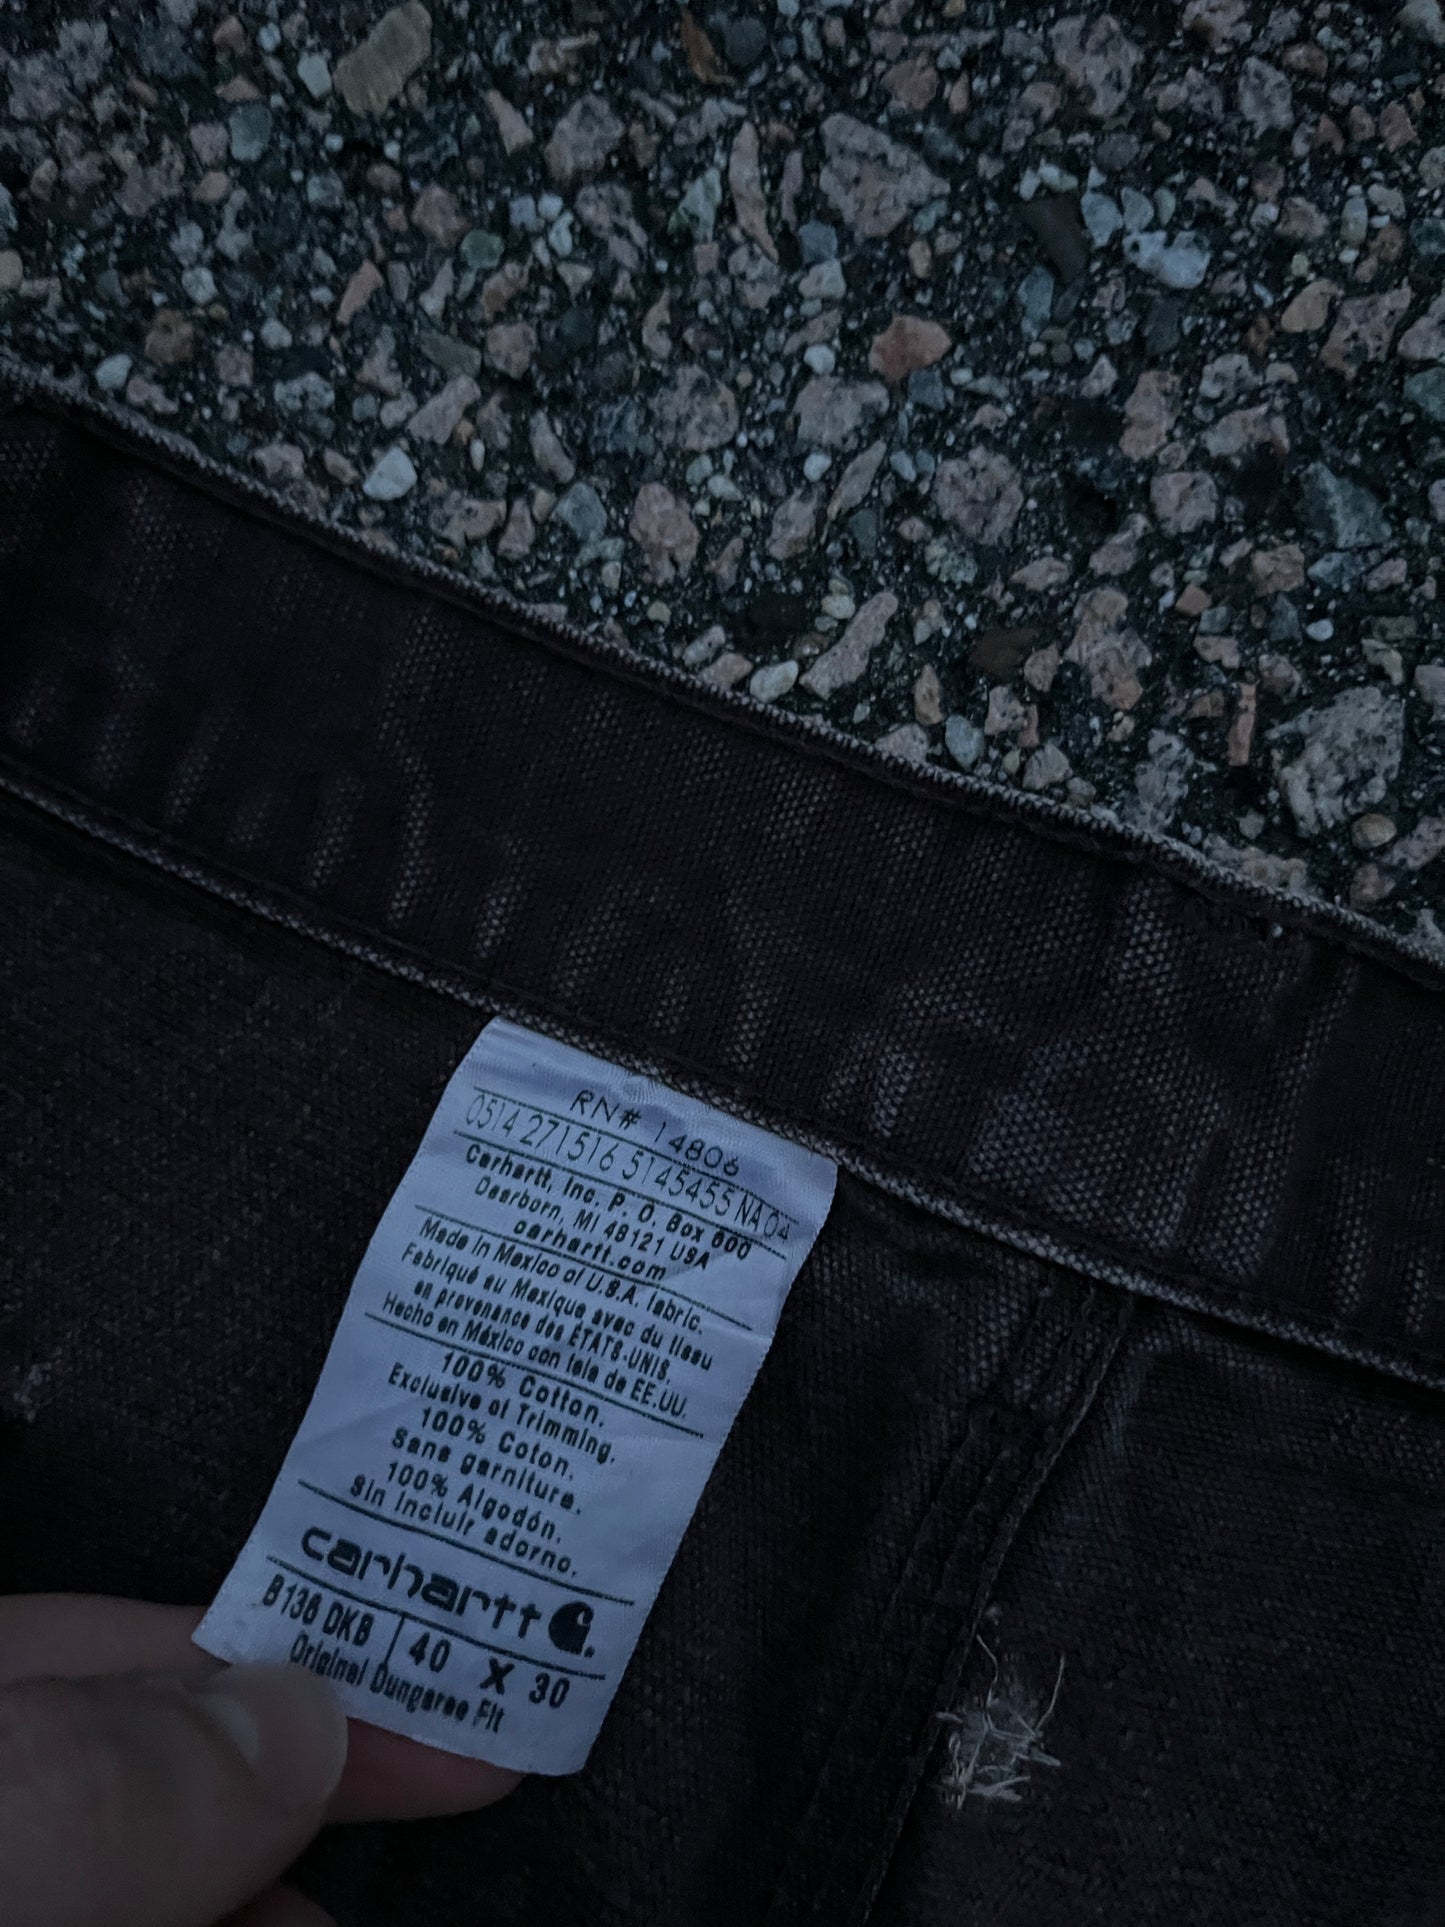 RN# 14806
0514 271516 5145455 NA 04
Carhartt, Inc. P. O. Box 600
Dearborn, MI 48121 USA
carhartt.com
Made in Mexico of U.S.A. fabric.
Fabriqué au Mexique avec du tissu
en provenance des ÉTATS-UNIS.
Hecho en México con tela de EE.UU.
100% Cotton.
Exclusive of Trimming.
100% Coton.
Sans garniture.
100% Algodón.
Sin incluir adorno.
carhartt
B136 DKB 40 X 30
Original Dungaree Fit